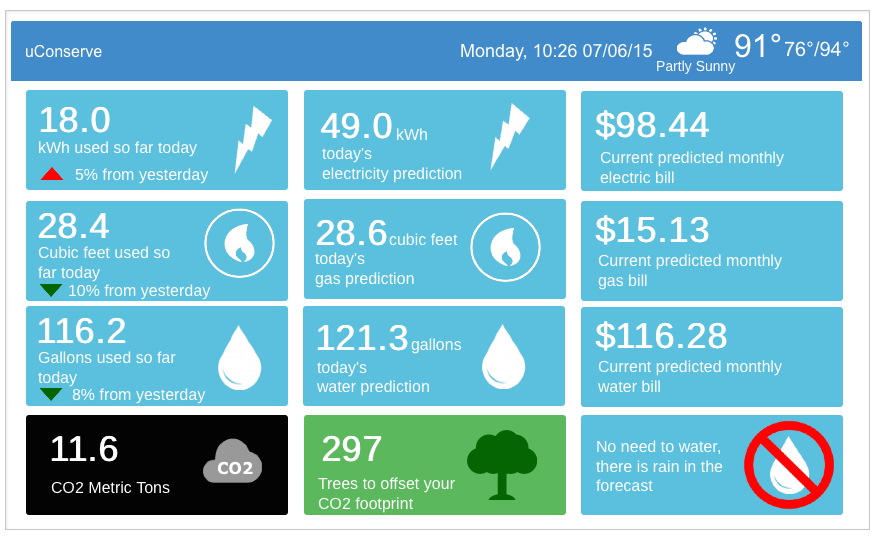 uConserve
Monday, 10:26 07/06/15
Partly Sunny
91° 76°/94°
18.0
kWh used so far today
5% from yesterday
49.0 kWh
today's
electricity prediction
$98.44
Current predicted monthly
electric bill
28.4
Cubic feet used so
far today
10% from yesterday
28.6 cubic feet
today's
gas prediction
$15.13
Current predicted monthly
gas bill
116.2
Gallons used so far
today
8% from yesterday
121.3 gallons
today's
water prediction
$116.28
Current predicted monthly
water bill
11.6
CO2 Metric Tons
CO2
297
Trees to offset your
CO2 footprint
No need to water,
there is rain in the
forecast